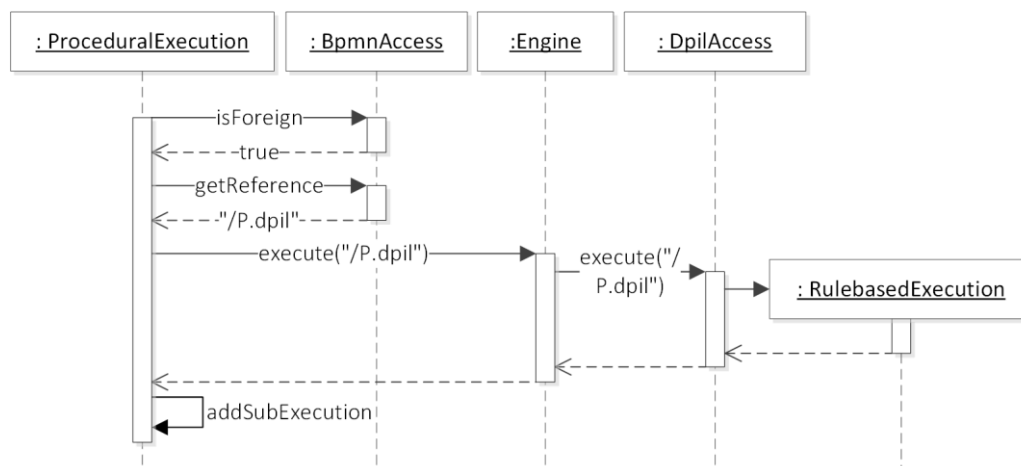 : ProceduralExecution
: BpmnAccess
:Engine
: DpilAccess
isForeign
true
getReference
"/P.dpil"
execute("/P.dpil")
execute("/
P.dpil")
: RulebasedExecution
addSubExecution